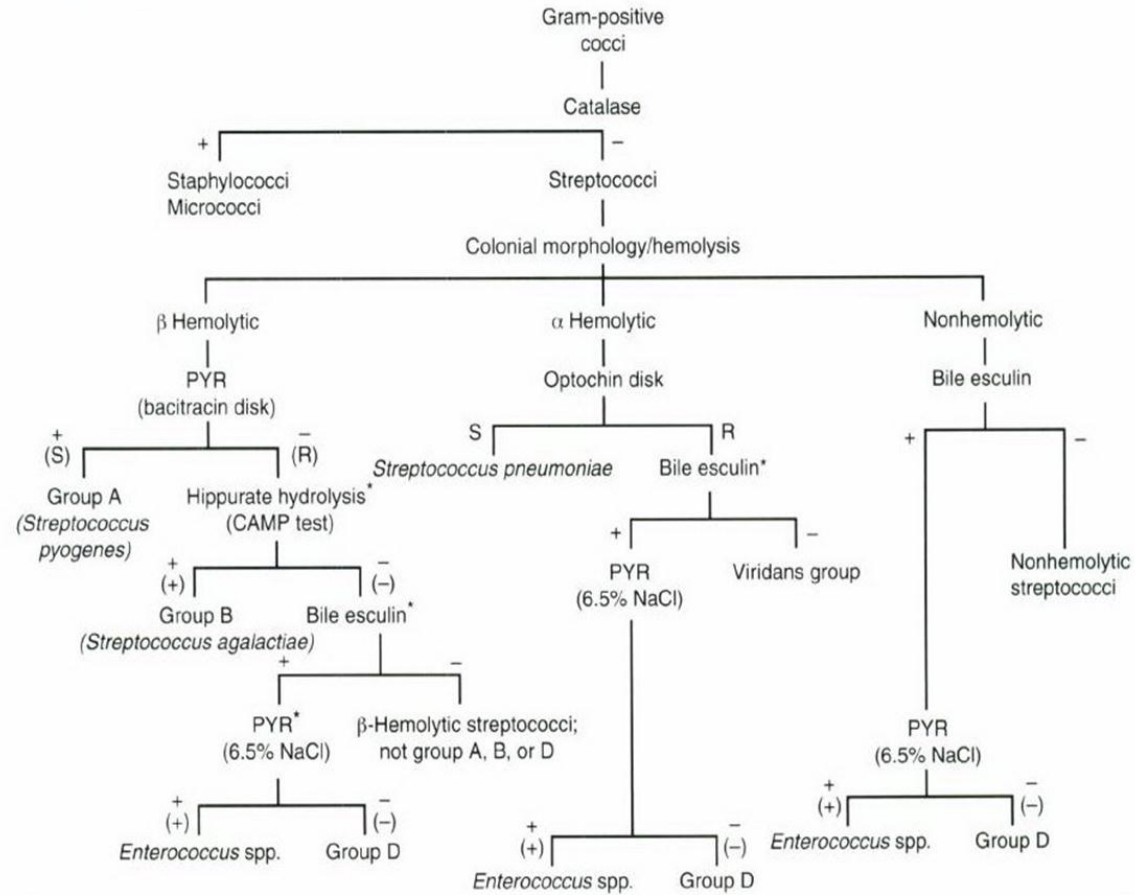 Gram-positive
cocci
Catalase
+
−
Staphylococci
Micrococci
Streptococci
Colonial morphology/hemolysis
β Hemolytic
α Hemolytic
Nonhemolytic
PYR
(bacitracin disk)
Optochin disk
Bile esculin
+
(S)
−
(R)
S
R
+
−
Group A
(Streptococcus
pyogenes)
Hippurate hydrolysis*
(CAMP test)
Streptococcus pneumoniae
Bile esculin*
+
−
+
(+)
−
(−)
Group B
(Streptococcus agalactiae)
Bile esculin*
PYR
(6.5% NaCl)
Viridans group
Nonhemolytic
streptococci
+
−
PYR*
(6.5% NaCl)
β-Hemolytic streptococci;
not group A, B, or D
PYR
(6.5% NaCl)
+
(+)
−
(−)
Enterococcus spp.
Group D
+
(+)
−
(−)
Enterococcus spp.
Group D
+
(+)
−
(−)
Enterococcus spp.
Group D